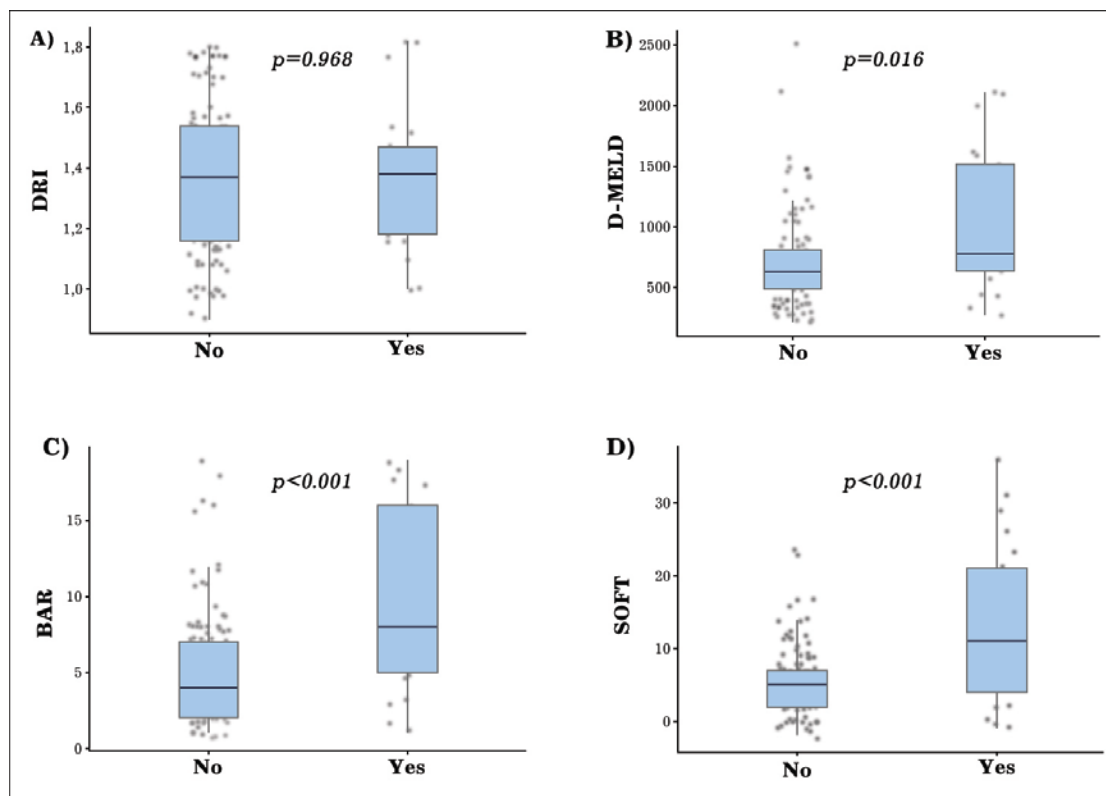 A)
p=0.968
1,8
1,6
1,4
1,2
1,0
DRI
No
Yes
B)
p=0.016
2500
2000
1500
1000
500
D-MELD
No
Yes
C)
p<0.001
15
10
5
0
BAR
No
Yes
D)
p<0.001
30
20
10
0
SOFT
No
Yes